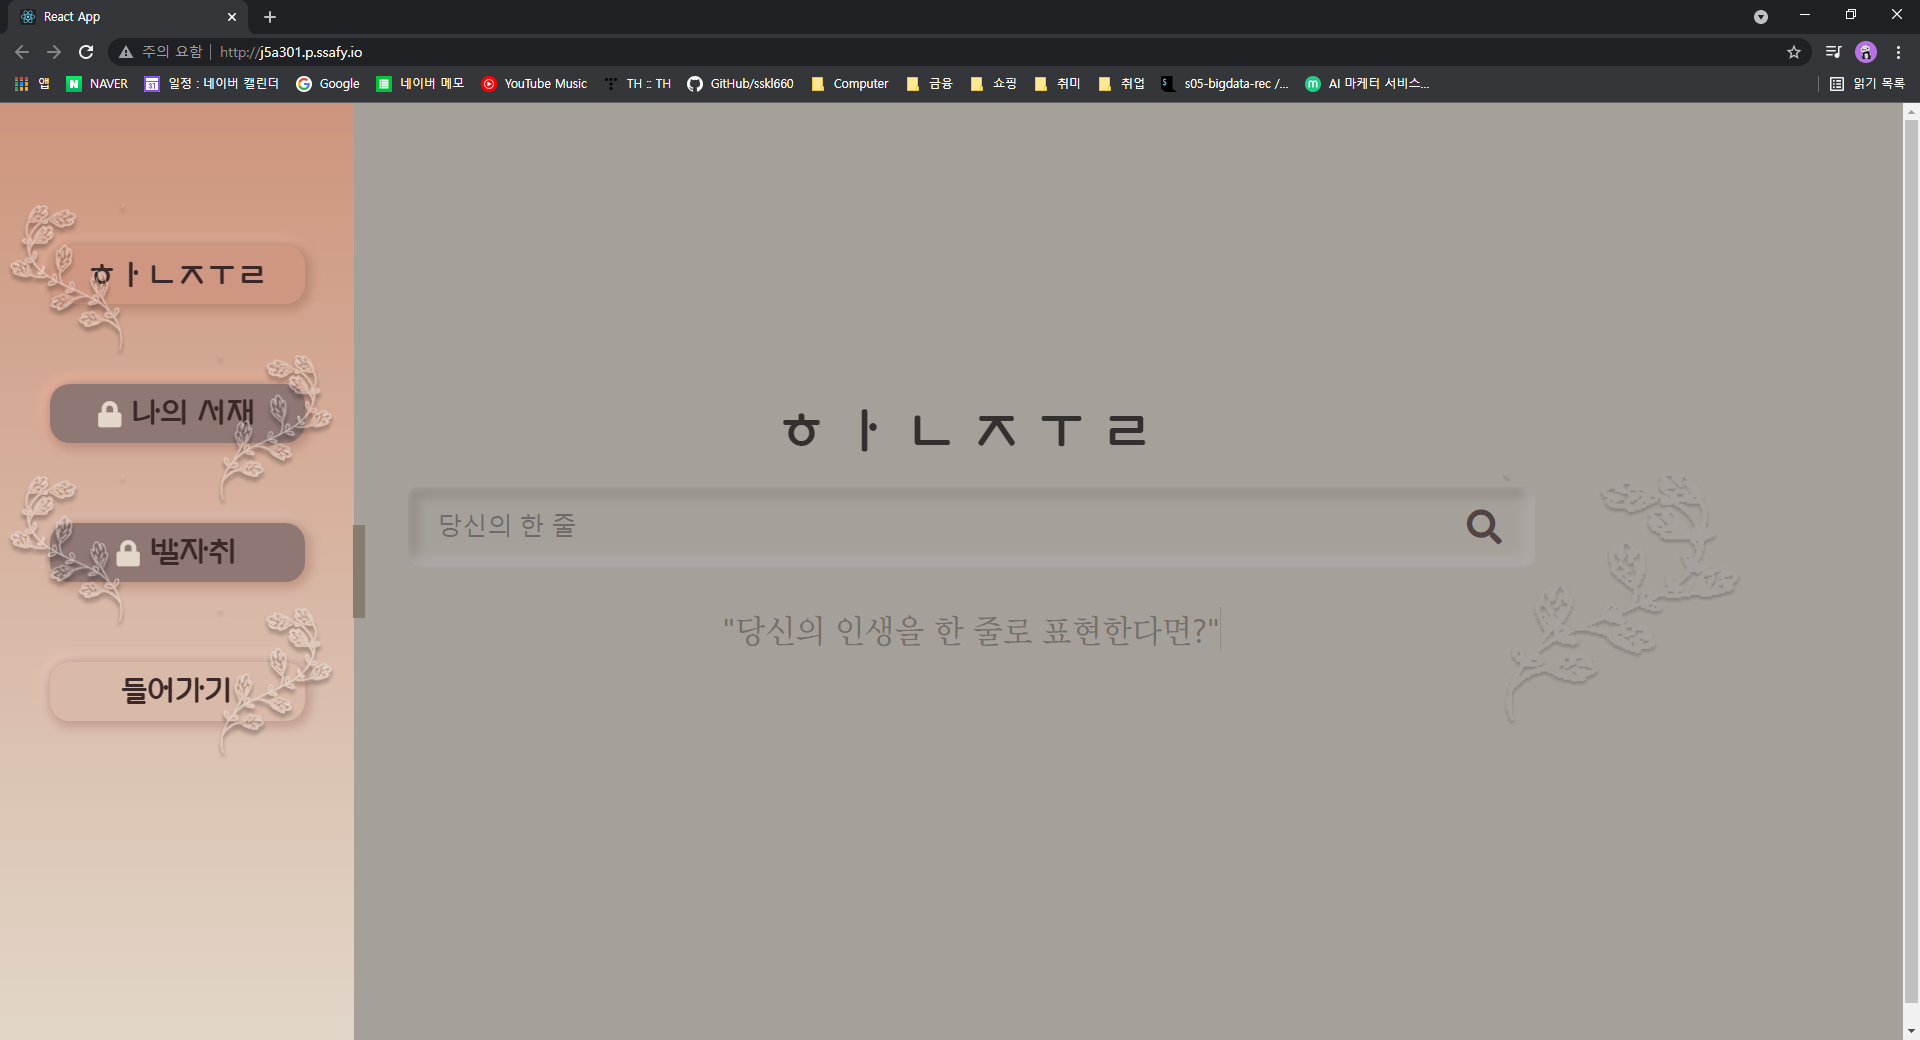 React App
주의 요함 http://j5a301.p.ssafy.io
앱 NAVER 일정 : 네이버 캘린더 Google 네이버 메모 YouTube Music TH :: TH GitHub/sskl660 Computer 금융 쇼핑 취미 취업 s05-bigdata-rec /... AI 마케터 서비스... 읽기 목록
ㅎㅏㄴㅈㅜㄹ
나의 서재
발자취
들어가기
ㅎㅏㄴㅈㅜㄹ
당신의 한 줄
"당신의 인생을 한 줄로 표현한다면?"